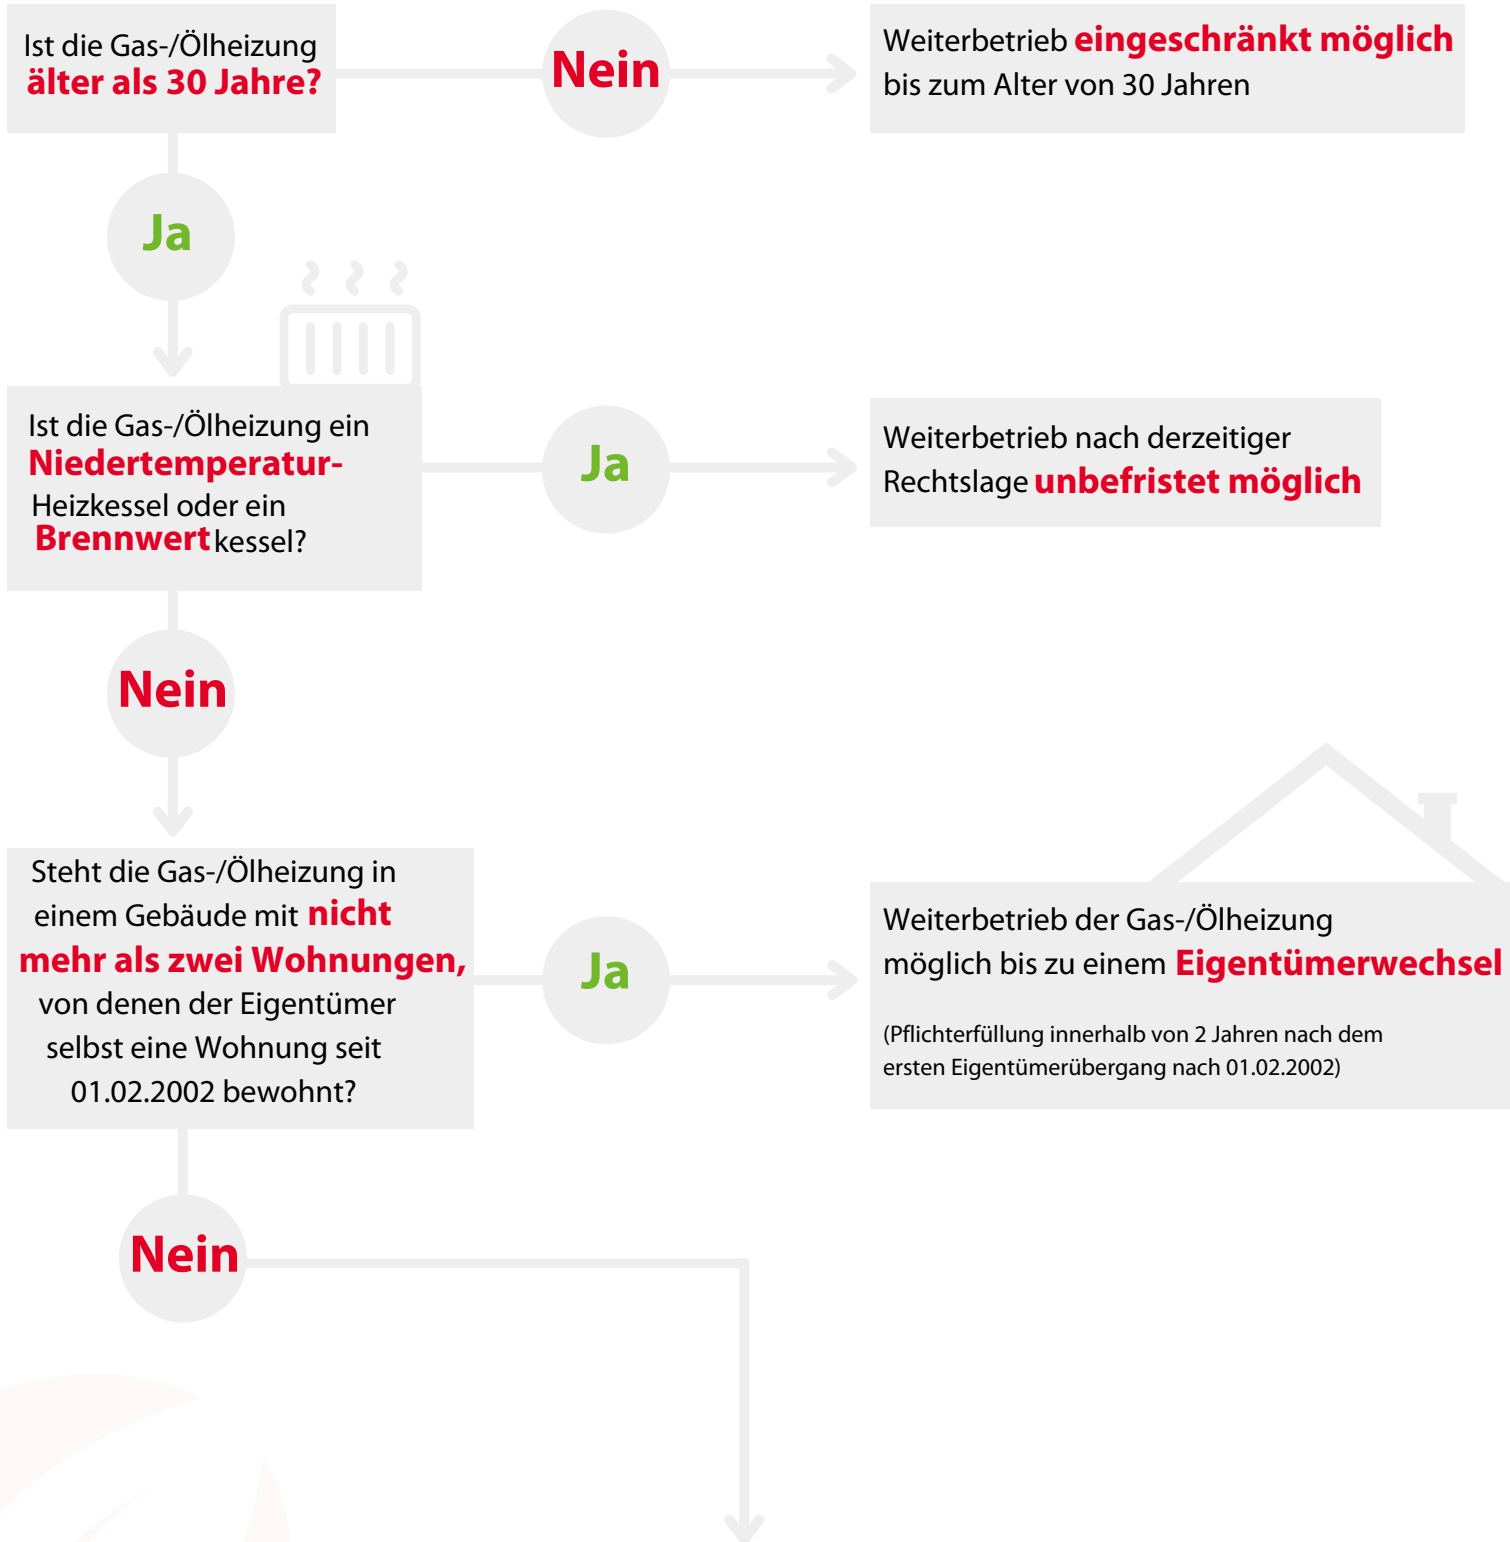 Ist die Gas-/Ölheizung
älter als 30 Jahre?
Nein
Weiterbetrieb eingeschränkt möglich
bis zum Alter von 30 Jahren
Ja
Ist die Gas-/Ölheizung ein
Niedertemperatur-
Heizkessel oder ein
Brennwertkessel?
Ja
Weiterbetrieb nach derzeitiger
Rechtslage unbefristet möglich
Nein
Steht die Gas-/Ölheizung in
einem Gebäude mit nicht
mehr als zwei Wohnungen,
von denen der Eigentümer
selbst eine Wohnung seit
01.02.2002 bewohnt?
Ja
Weiterbetrieb der Gas-/Ölheizung
möglich bis zu einem Eigentümerwechsel
(Pflichterfüllung innerhalb von 2 Jahren nach dem
ersten Eigentümerübergang nach 01.02.2002)
Nein